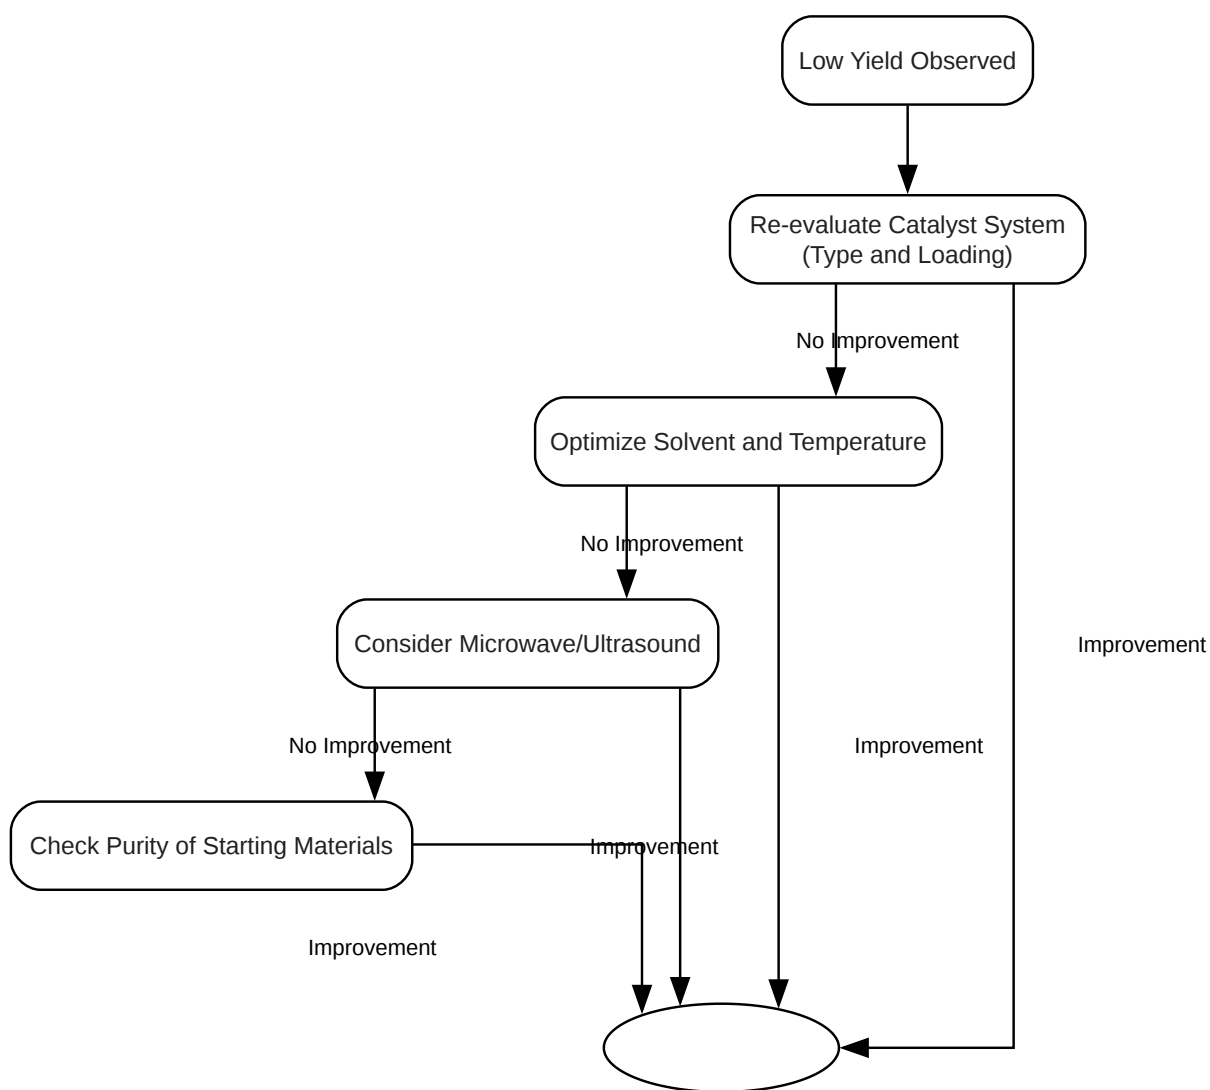 Low Yield Observed
Re-evaluate Catalyst System
(Type and Loading)
No Improvement
Optimize Solvent and Temperature
No Improvement
Consider Microwave/Ultrasound
Improvement
No Improvement
Improvement
Check Purity of Starting Materials
Improvement
Improvement